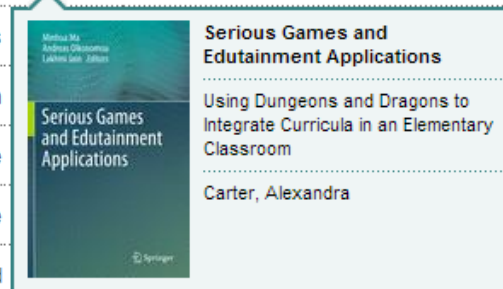 Minhua Ma
Andreas Oikonomou
Lakhmi Jain Editors
Serious Games
and Edutainment
Applications
Springer
Serious Games and
Edutainment Applications
Using Dungeons and Dragons to
Integrate Curricula in an Elementary
Classroom
Carter, Alexandra